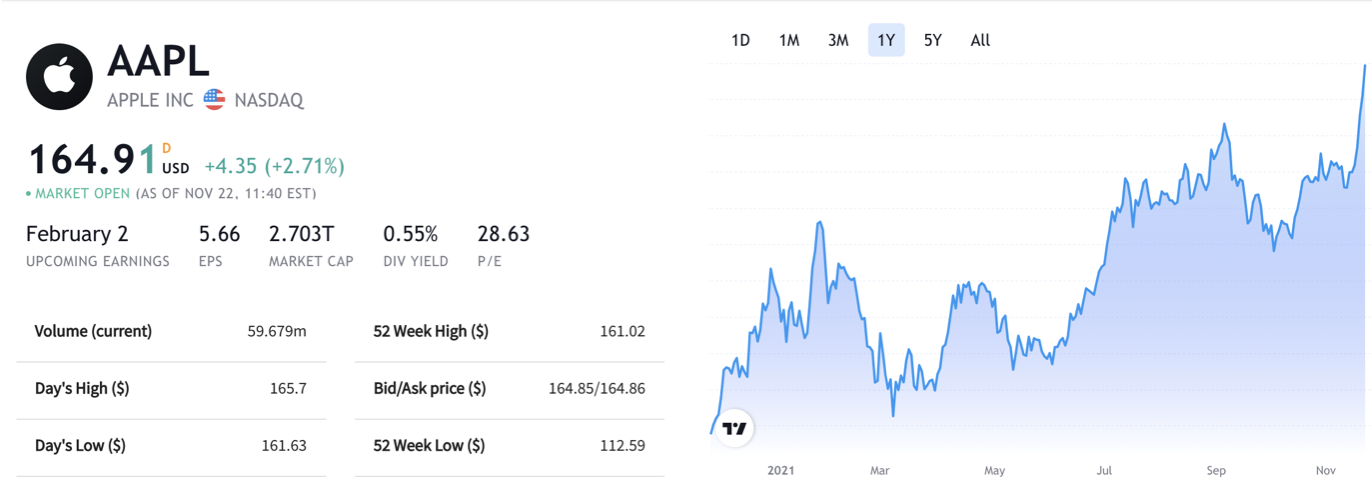 AAPL
APPLE INC NASDAQ
164.91 D USD +4.35 (+2.71%)
• MARKET OPEN (AS OF NOV 22, 11:40 EST)
February 2 5.66 2.703T 0.55% 28.63
UPCOMING EARNINGS EPS MARKET CAP DIV YIELD P/E
Volume (current) 59.679m 52 Week High ($) 161.02
Day's High ($) 165.7 Bid/Ask price ($) 164.85/164.86
Day's Low ($) 161.63 52 Week Low ($) 112.59
1D 1M 3M 1Y 5Y All
2021 Mar May Jul Sep Nov